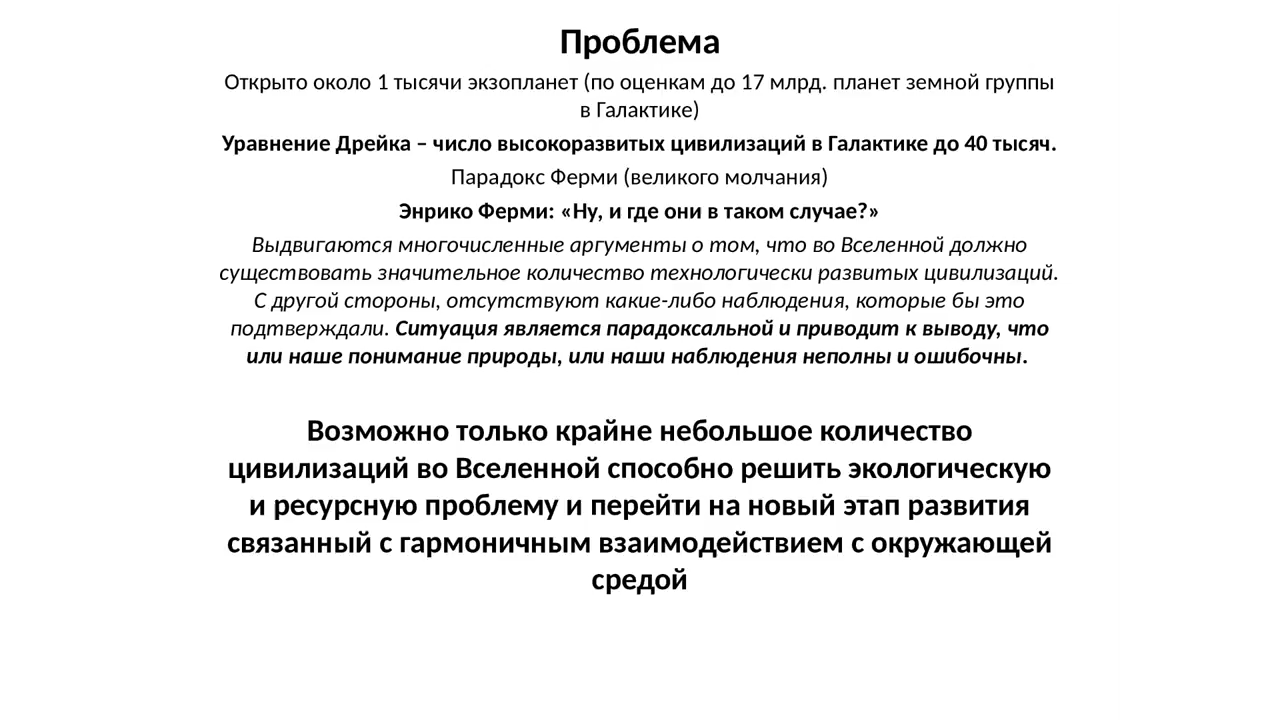 Проблема
Открыто около 1 тысячи экзопланет (по оценкам до 17 млрд. планет земной группы
в Галактике)
Уравнение Дрейка – число высокоразвитых цивилизаций в Галактике до 40 тысяч.
Парадокс Ферми (великого молчания)
Энрико Ферми: «Ну, и где они в таком случае?»
Выдвигаются многочисленные аргументы о том, что во Вселенной должно
существовать значительное количество технологически развитых цивилизаций.
С другой стороны, отсутствуют какие-либо наблюдения, которые бы это
подтверждали. Ситуация является парадоксальной и приводит к выводу, что
или наше понимание природы, или наши наблюдения неполны и ошибочны.
Возможно только крайне небольшое количество
цивилизаций во Вселенной способно решить экологическую
и ресурсную проблему и перейти на новый этап развития
связанный с гармоничным взаимодействием с окружающей
средой